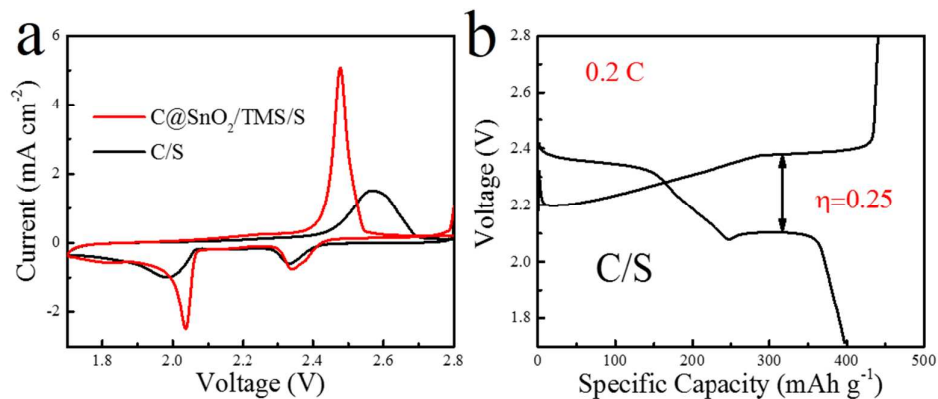 a
6
4
2
0
-2
Current (mA cm⁻²)
C@SnO₂/TMS/S
C/S
1.8 2.0 2.2 2.4 2.6 2.8
Voltage (V)
b
2.8
2.6
2.4
2.2
2.0
1.8
Voltage (V)
0.2 C
η=0.25
C/S
0 100 200 300 400 500
Specific Capacity (mAh g⁻¹)